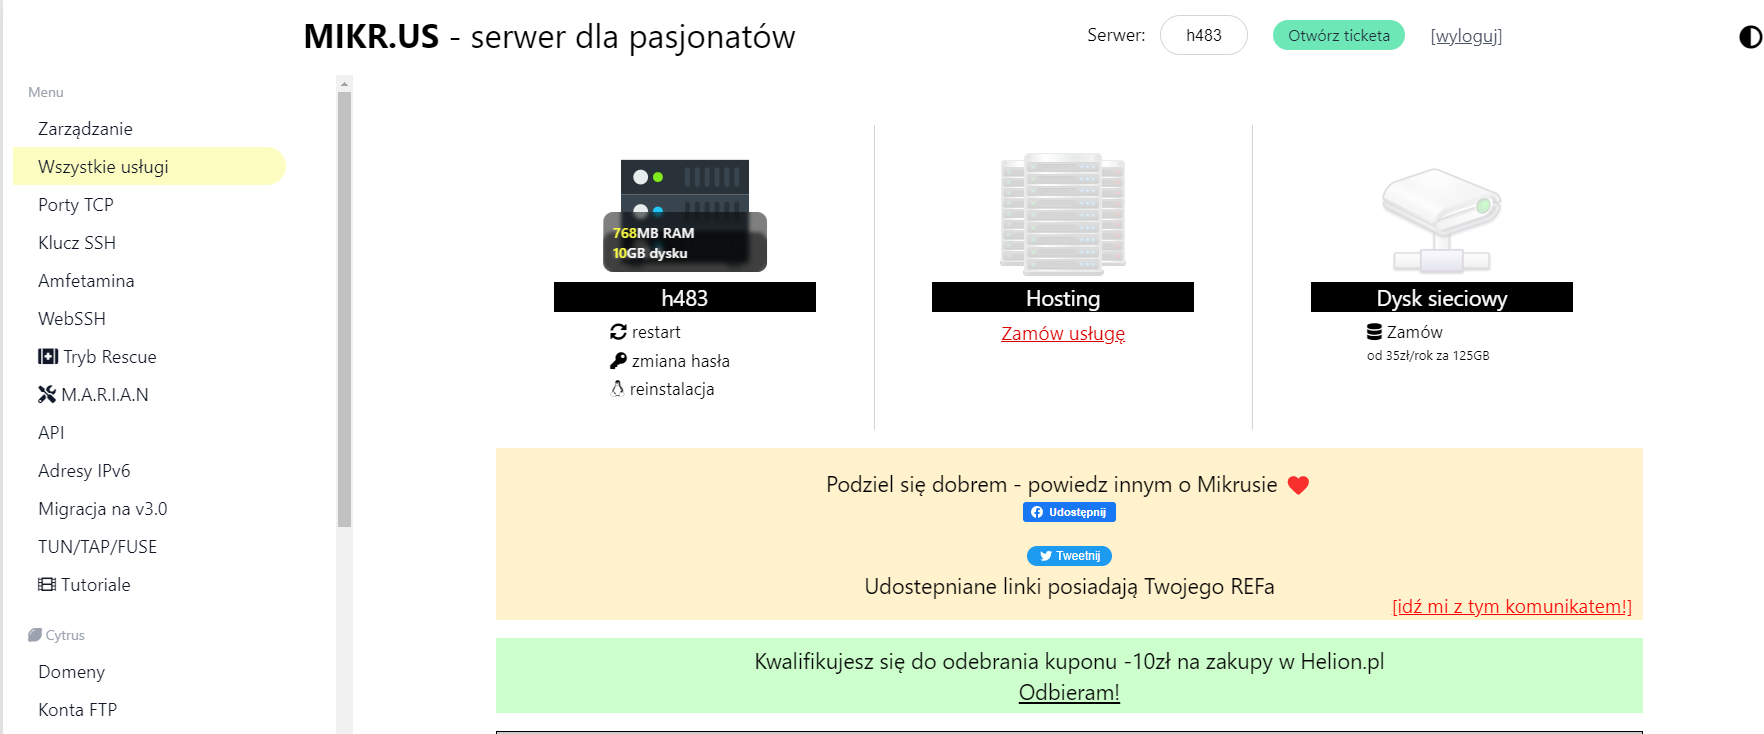 MIKR.US - serwer dla pasjonatów
Serwer: h483 Otwórz ticketa [wyloguj]
Menu
Zarządzanie
Wszystkie usługi
Porty TCP
Klucz SSH
Amfetamina
WebSSH
Tryb Rescue
M.A.R.I.A.N
API
Adresy IPv6
Migracja na v3.0
TUN/TAP/FUSE
Tutoriale
Cytrus
Domeny
Konta FTP
768MB RAM
10GB dysku
h483
restart
zmiana hasła
reinstalacja
Hosting
Zamów usługę
Dysk sieciowy
Zamów
od 35zł/rok za 125GB
Podziel się dobrem - powiedz innym o Mikrusie
Udostępnij
Tweetnij
Udostepniane linki posiadają Twojego REFa
[idź mi z tym komunikatem!]
Kwalifikujesz się do odebrania kuponu -10zł na zakupy w Helion.pl
Odbieram!